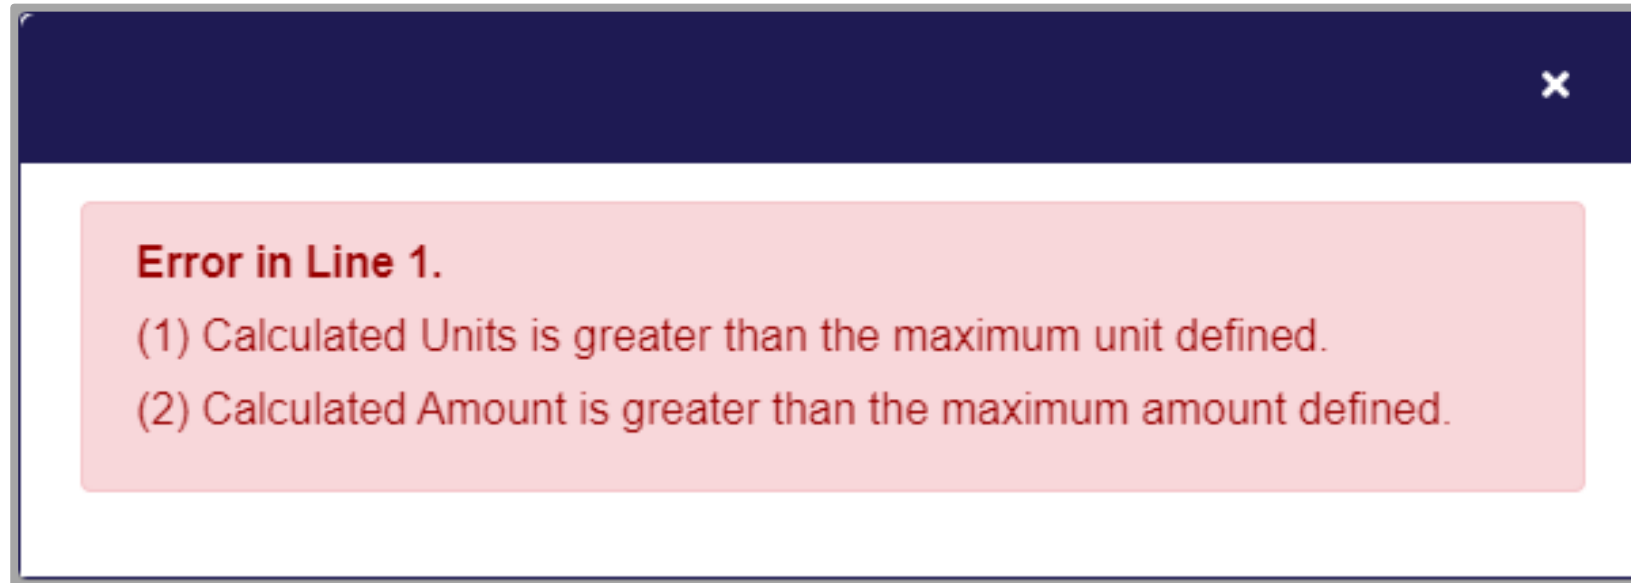 Error in Line 1.
(1) Calculated Units is greater than the maximum unit defined.
(2) Calculated Amount is greater than the maximum amount defined.